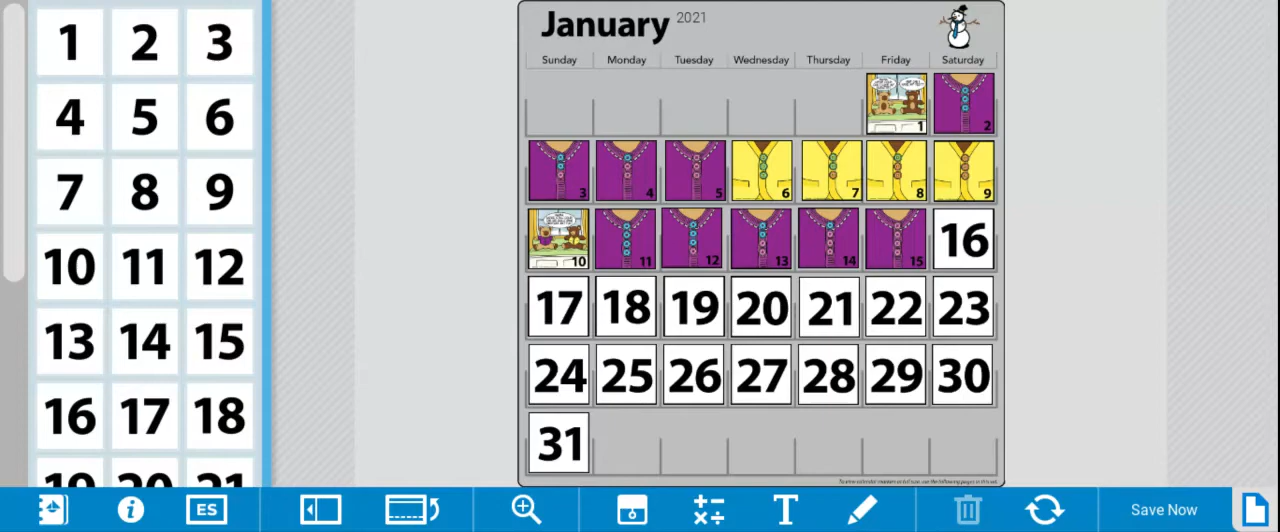 1 2 3
4 5 6
7 8 9
10 11 12
13 14 15
16 17 18
19 20 21
January 2021
Sunday Monday Tuesday Wednesday Thursday Friday Saturday
1 2
3 4 5 6 7 8 9
10 11 12 13 14 15 16
17 18 19 20 21 22 23
24 25 26 27 28 29 30
31
ES
T
Save Now